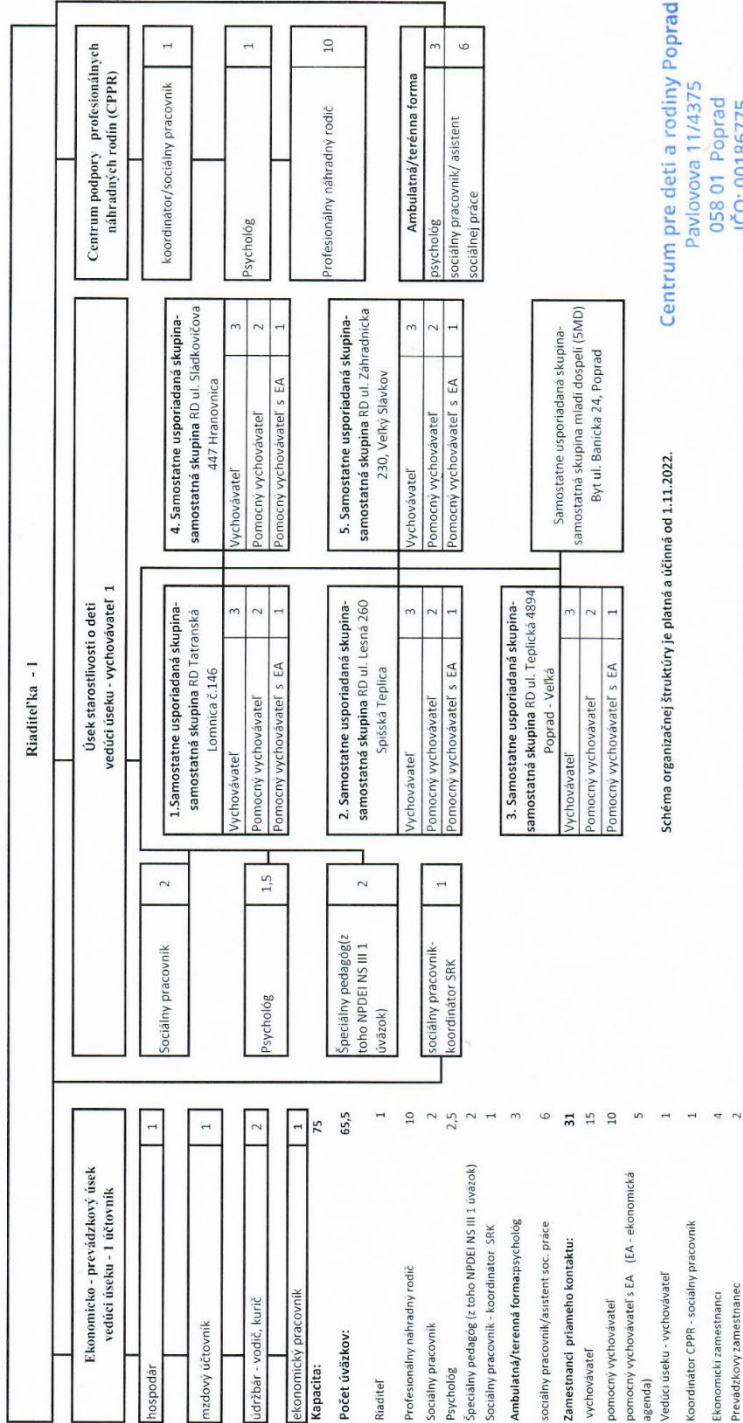 Riaditeľka - 1
Ekonomicko - prevádzkový úsek
vedúci úseku - 1 účtovník
hospodár 1
mzdový účtovník 1
údržbár - vodič, kurič 2
ekonomický pracovník 1
Kapacita: 75
Počet úväzkov: 65,5
Riaditeľ 1
Profesionálny náhradný rodič 10
Sociálny pracovník 2
Psychológ 2,5
Špeciálny pedagóg (z toho NPDEI NS III 1 úväzok) 2
Sociálny pracovník - koordinátor SRK 1
Ambulatná/terenná forma:psychológ 3
sociálny pracovník/asistent soc. práce 6
Zamestnanci priameho kontaktu: 31
vychovávateľ 15
pomocný vychovávateľ 10
pomocný vychovávateľ s EA (EA - ekonomická
agenda) 5
Vedúci úseku - vychovávateľ 1
Koordinátor CPPR - sociálny pracovník 1
Ekonomickí zamestnanci 4
Prevádzkový zamestnanec 2
Úsek starostlivosti o deti
vedúci úseku - vychovávateľ 1
Sociálny pracovník 2
Psychológ 1,5
Špeciálny pedagóg(z
toho NPDEI NS III 1
úväzok) 2
sociálny pracovník-
koordinátor SRK 1
1.Samostatne usporiadaná skupina-
samostatná skupina RD Tatranská
Lomnica č.146
Vychovávateľ 3
Pomocný vychovávateľ 2
Pomocný vychovávateľ s EA 1
2. Samostatne usporiadaná skupina-
samostatná skupina RD ul. Lesná 260
Spišská Teplica
Vychovávateľ 3
Pomocný vychovávateľ 2
Pomocný vychovávateľ s EA 1
3. Samostatne usporiadaná skupina-
samostatná skupina RD ul. Teplická 4894
Poprad - Veľká
Vychovávateľ 3
Pomocný vychovávateľ 2
Pomocný vychovávateľ s EA 1
4. Samostatne usporiadaná skupina-
samostatná skupina RD ul. Sládkovičova
447 Hranovnica
Vychovávateľ 3
Pomocný vychovávateľ 2
Pomocný vychovávateľ s EA 1
5. Samostatne usporiadaná skupina-
samostatná skupina RD ul. Záhradnícka
230, Veľký Slavkov
Vychovávateľ 3
Pomocný vychovávateľ 2
Pomocný vychovávateľ s EA 1
Samostatne usporiadaná skupina-
samostatná skupina mladí dospelí (5MD)
Byt ul. Banícka 24, Poprad
Centrum podpory profesionálnych
náhradných rodín (CPPR)
koordinátor/sociálny pracovník 1
Psychológ 1
Profesionálny náhradný rodič 10
Ambulatná/terénna forma
psychológ 3
sociálny pracovník/ asistent
sociálnej práce 6
Schéma organizačnej štruktúry je platná a účinná od 1.11.2022.
Centrum pre deti a rodiny Poprad
Pavlovova 11/4375
058 01 Poprad
IČO: 00186775